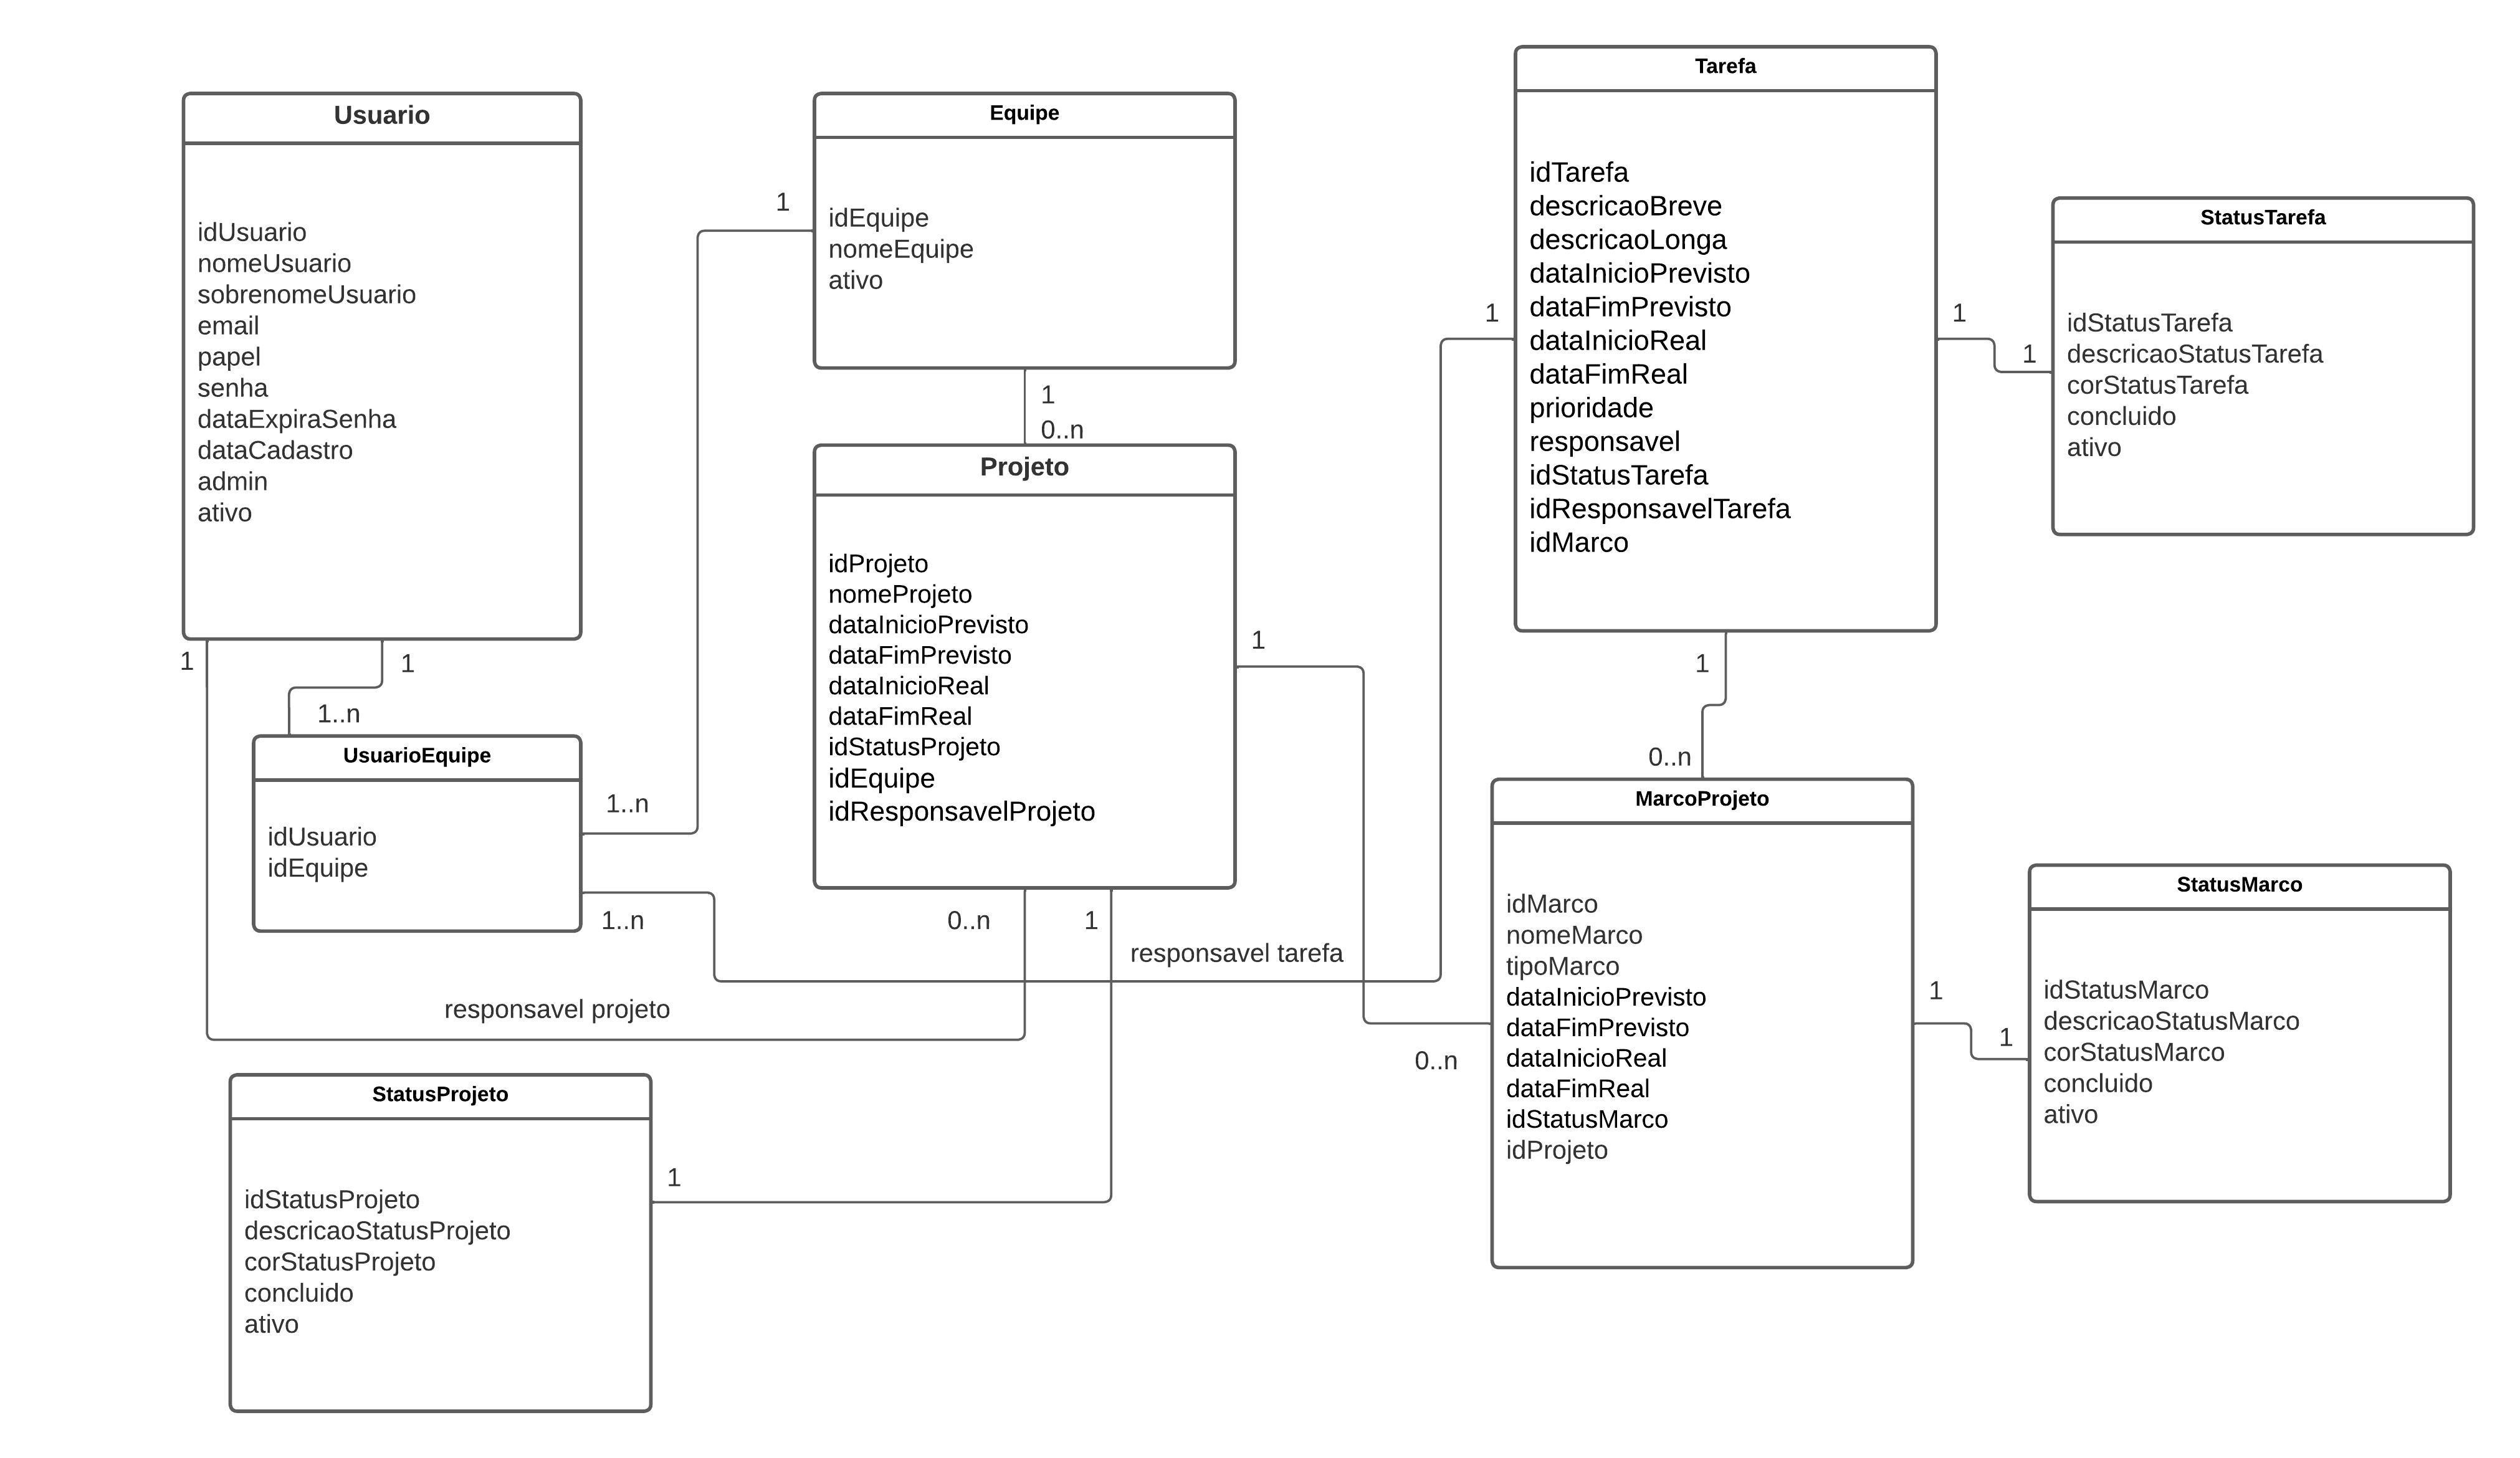 Usuario
idUsuario
nomeUsuario
sobrenomeUsuario
email
papel
senha
dataExpiraSenha
dataCadastro
admin
ativo
1
1
1..n
UsuarioEquipe
idUsuario
idEquipe
1..n
1..n
Equipe
idEquipe
nomeEquipe
ativo
1
1
0..n
Projeto
idProjeto
nomeProjeto
dataInicioPrevisto
dataFimPrevisto
dataInicioReal
dataFimReal
idStatusProjeto
idEquipe
idResponsavelProjeto
1
0..n
1
responsavel tarefa
responsavel projeto
StatusProjeto
idStatusProjeto
descricaoStatusProjeto
corStatusProjeto
concluido
ativo
1
Tarefa
idTarefa
descricaoBreve
descricaoLonga
dataInicioPrevisto
dataFimPrevisto
dataInicioReal
dataFimReal
prioridade
responsavel
idStatusTarefa
idResponsavelTarefa
idMarco
1
1
1
StatusTarefa
idStatusTarefa
descricaoStatusTarefa
corStatusTarefa
concluido
ativo
1
0..n
MarcoProjeto
idMarco
nomeMarco
tipoMarco
dataInicioPrevisto
dataFimPrevisto
dataInicioReal
dataFimReal
idStatusMarco
idProjeto
0..n
1
1
StatusMarco
idStatusMarco
descricaoStatusMarco
corStatusMarco
concluido
ativo